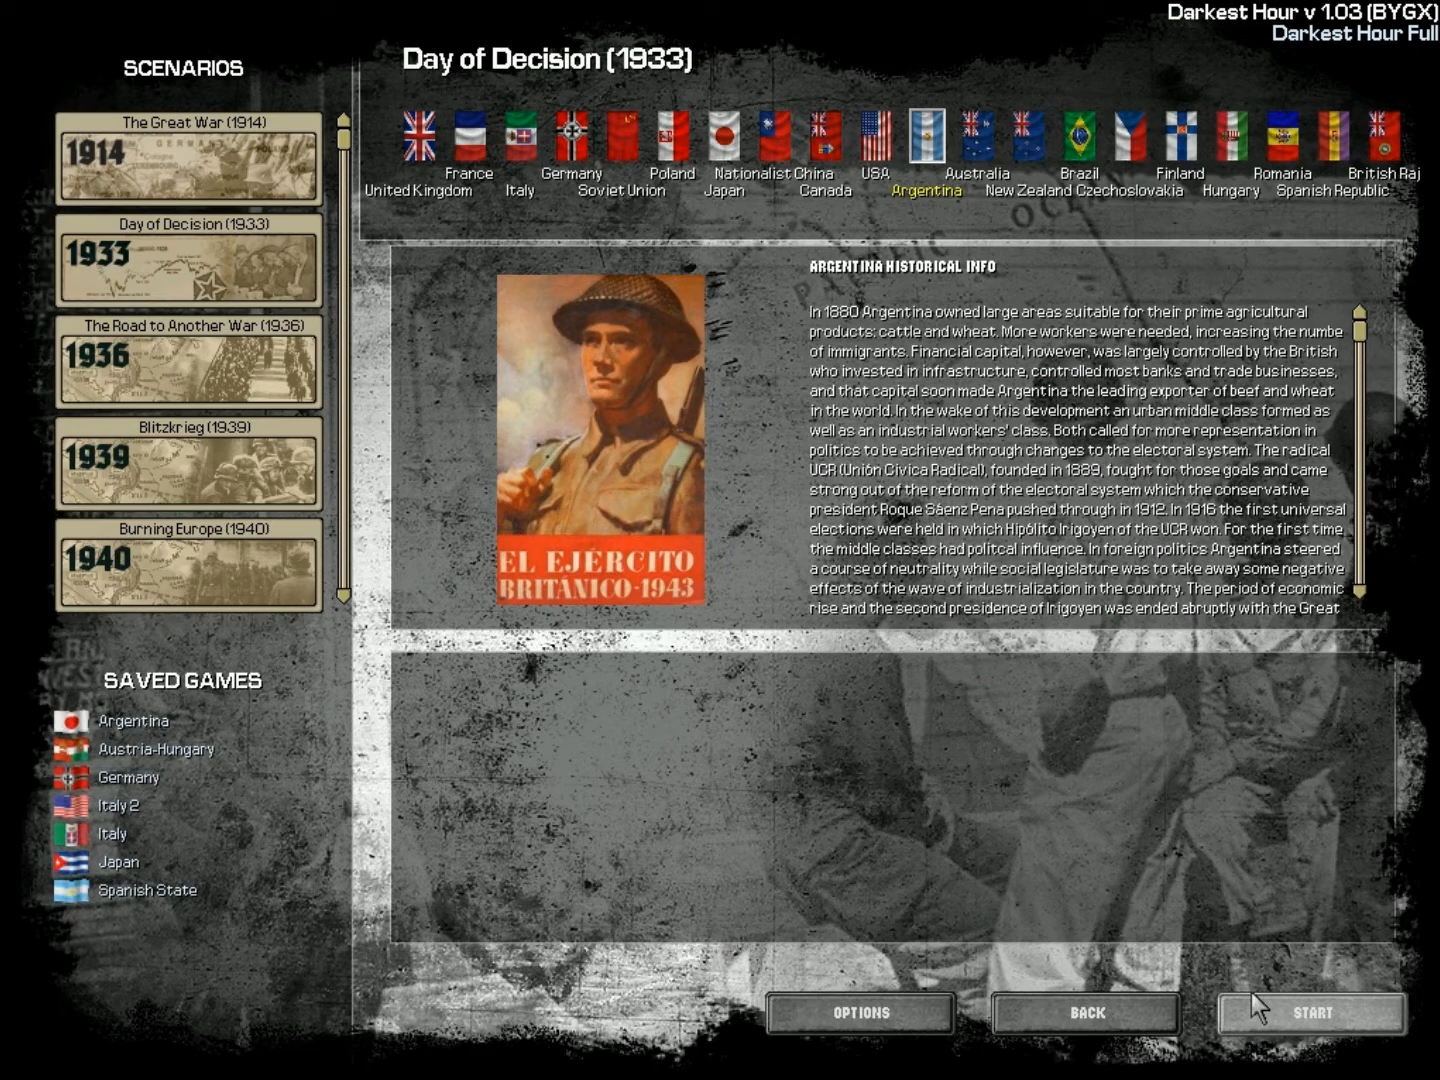 Darkest Hour v 1.03 (BYGX)
Darkest Hour Full
SCENARIOS
The Great War (1914)
1914
Day of Decision (1933)
1933
The Road to Another War (1936)
1936
Blitzkrieg (1939)
1939
Burning Europe (1940)
1940
SAVED GAMES
Argentina
Austria-Hungary
Germany
Italy 2
Italy
Japan
Spanish State
Day of Decision (1933)
France Germany Poland Nationalist China USA Australia Brazil Finland Romania British Raj
United Kingdom Italy Soviet Union Japan Canada Argentina New Zealand Czechoslovakia Hungary Spanish Republic
EL EJÉRCITO
BRITÁNICO-1943
ARGENTINA HISTORICAL INFO
In 1880 Argentina owned large areas suitable for their prime agricultural
products: cattle and wheat. More workers were needed, increasing the numbe
of immigrants. Financial capital, however, was largely controlled by the British
who invested in infrastructure, controlled most banks and trade businesses,
and that capital soon made Argentina the leading exporter of beef and wheat
in the world. In the wake of this development an urban middle class formed as
well as an industrial workers' class. Both called for more representation in
politics to be achieved through changes to the electoral system. The radical
UCR (Unión Civica Radical), founded in 1889, fought for those goals and came
strong out of the reform of the electoral system which the conservative
president Roque Sáenz Pena pushed through in 1912. In 1916 the first universal
elections were held in which Hipólito Irigoyen of the UCR won. For the first time
the middle classes had politcal influence. In foreign politics Argentina steered
a course of neutrality while social legislature was to take away some negative
effects of the wave of industrialization in the country. The period of economic
rise and the second presidence of Irigoyen was ended abruptly with the Great
OPTIONS
BACK
START